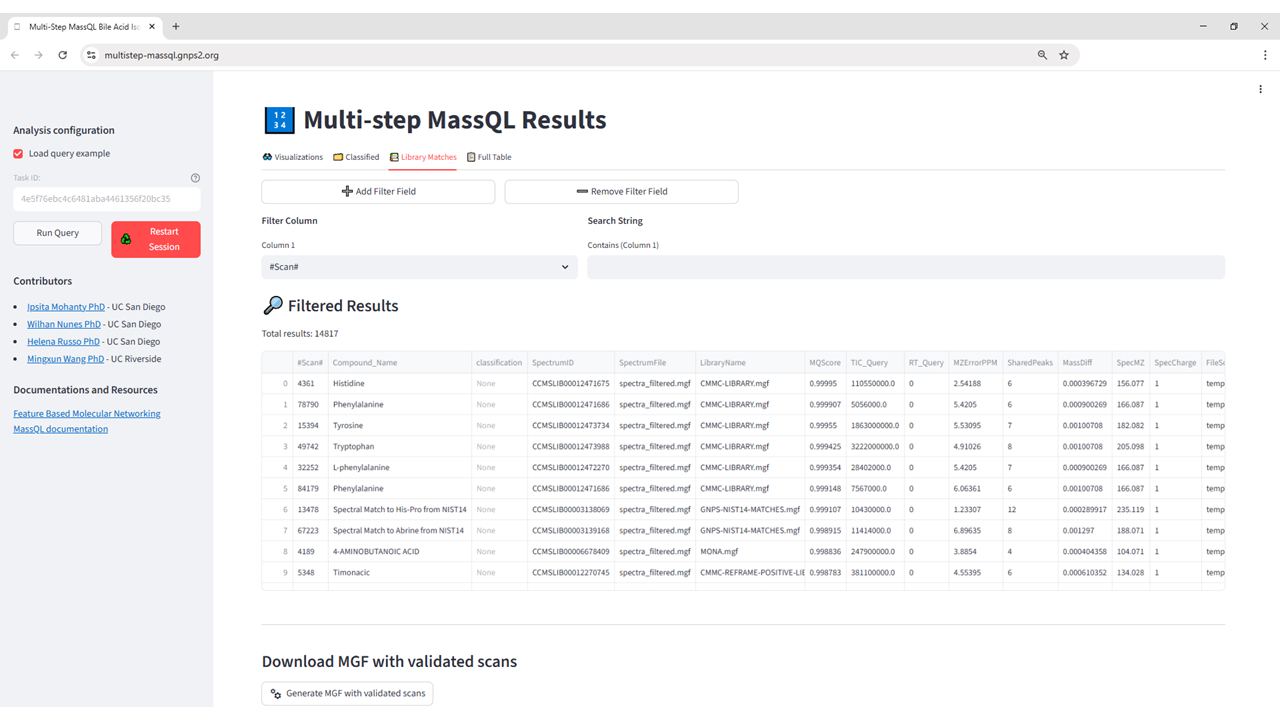 Multi-Step MassQL Bile Acid Iso
multistep-massql.gnps2.org
Analysis configuration
Load query example
Task ID:
4e5f76ebc4c6481aba4461356f20bc35
Run Query
Restart
Session
Contributors
Ipsita Mohanty PhD - UC San Diego
Wilhan Nunes PhD - UC San Diego
Helena Russo PhD - UC San Diego
Mingxun Wang PhD - UC Riverside
Documentations and Resources
Feature Based Molecular Networking
MassQL documentation
1 2
3 4
Multi-step MassQL Results
Visualizations Classified Library Matches Full Table
Add Filter Field Remove Filter Field
Filter Column Search String
Column 1 Contains (Column 1)
#Scan#
Filtered Results
Total results: 14817
#Scan# Compound_Name classification SpectrumID SpectrumFile LibraryName MQScore TIC_Query RT_Query MZErrorPPM SharedPeaks MassDiff SpecMZ SpecCharge FileSc
0 4361 Histidine None CCMSLIB00012471675 spectra_filtered.mgf CMMC-LIBRARY.mgf 0.99995 110550000.0 0 2.54188 6 0.000396729 156.077 1 temp
1 78790 Phenylalanine None CCMSLIB00012471686 spectra_filtered.mgf CMMC-LIBRARY.mgf 0.999907 5056000.0 0 5.4205 6 0.000900269 166.087 1 temp
2 15394 Tyrosine None CCMSLIB00012473734 spectra_filtered.mgf CMMC-LIBRARY.mgf 0.99955 1863000000.0 0 5.53095 7 0.00100708 182.082 1 temp
3 49742 Tryptophan None CCMSLIB00012473988 spectra_filtered.mgf CMMC-LIBRARY.mgf 0.999425 3222000000.0 0 4.91026 8 0.00100708 205.098 1 temp
4 32252 L-phenylalanine None CCMSLIB00012472270 spectra_filtered.mgf CMMC-LIBRARY.mgf 0.999354 28402000.0 0 5.4205 7 0.000900269 166.087 1 temp
5 84179 Phenylalanine None CCMSLIB00012471686 spectra_filtered.mgf CMMC-LIBRARY.mgf 0.999148 7567000.0 0 6.06361 6 0.00100708 166.087 1 temp
6 13478 Spectral Match to His-Pro from NIST14 None CCMSLIB00003138069 spectra_filtered.mgf GNPS-NIST14-MATCHES.mgf 0.999107 10430000.0 0 1.23307 12 0.000289917 235.119 1 temp
7 67223 Spectral Match to Abrine from NIST14 None CCMSLIB00003139168 spectra_filtered.mgf GNPS-NIST14-MATCHES.mgf 0.998915 11414000.0 0 6.89635 8 0.001297 188.071 1 temp
8 4189 4-AMINOBUTANOIC ACID None CCMSLIB00006678409 spectra_filtered.mgf MONA.mgf 0.998836 247900000.0 0 3.8854 4 0.000404358 104.071 1 temp
9 5348 Timonacic None CCMSLIB00012270745 spectra_filtered.mgf CMMC-REFRAME-POSITIVE-LIE 0.998783 381100000.0 0 4.55395 6 0.000610352 134.028 1 temp
Download MGF with validated scans
Generate MGF with validated scans